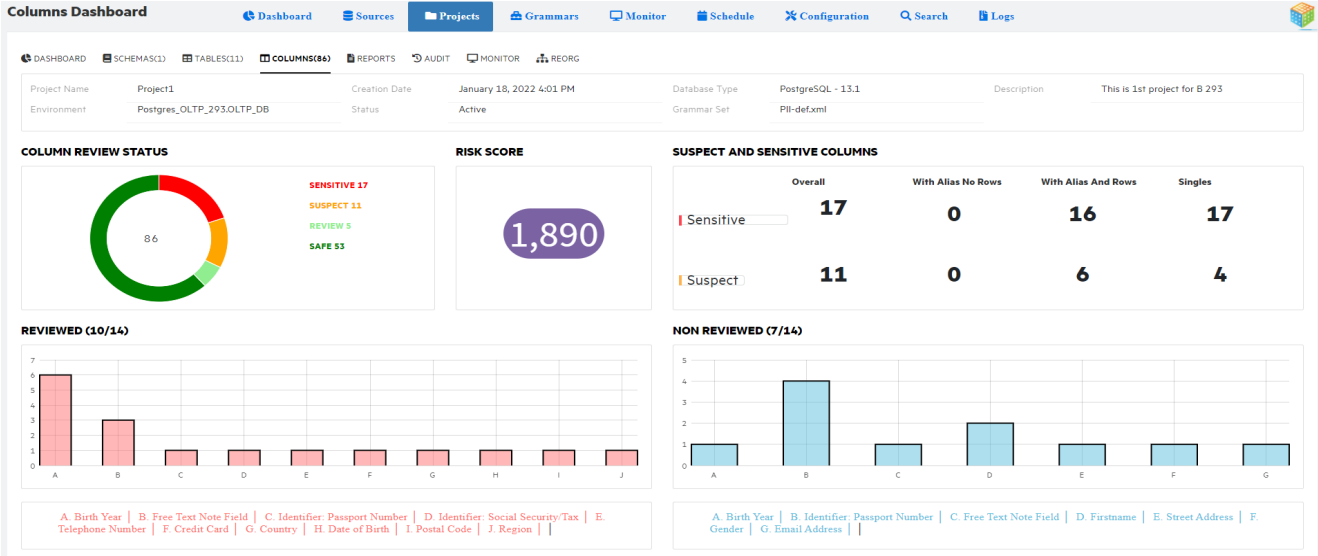 Columns Dashboard
Dashboard Sources Projects Grammars Monitor Schedule Configuration Search Logs
DASHBOARD SCHEMAS(1) TABLES(11) COLUMNS(86) REPORTS AUDIT MONITOR REORG
Project Name Project1 Creation Date January 18, 2022 4:01 PM Database Type PostgreSQL - 13.1 Description This is 1st project for B 293
Environment Postgres_OLTP_293.OLTP_DB Status Active Grammar Set PII-def.xml
COLUMN REVIEW STATUS
SENSITIVE 17
SUSPECT 11
REVIEW 5
SAFE 53
86
RISK SCORE
1,890
SUSPECT AND SENSITIVE COLUMNS
Overall With Alias No Rows With Alias And Rows Singles
Sensitive 17 0 16 17
Suspect 11 0 6 4
REVIEWED (10/14)
7
6
5
4
3
2
1
0
A B C D E F G H I J
A. Birth Year | B. Free Text Note Field | C. Identifier: Passport Number | D. Identifier: Social Security/Tax | E.
Telephone Number | F. Credit Card | G. Country | H. Date of Birth | I. Postal Code | J. Region | |
NON REVIEWED (7/14)
5
4
3
2
1
0
A B C D E F G
A. Birth Year | B. Identifier: Passport Number | C. Free Text Note Field | D. Firstname | E. Street Address | F.
Gender | G. Email Address | |